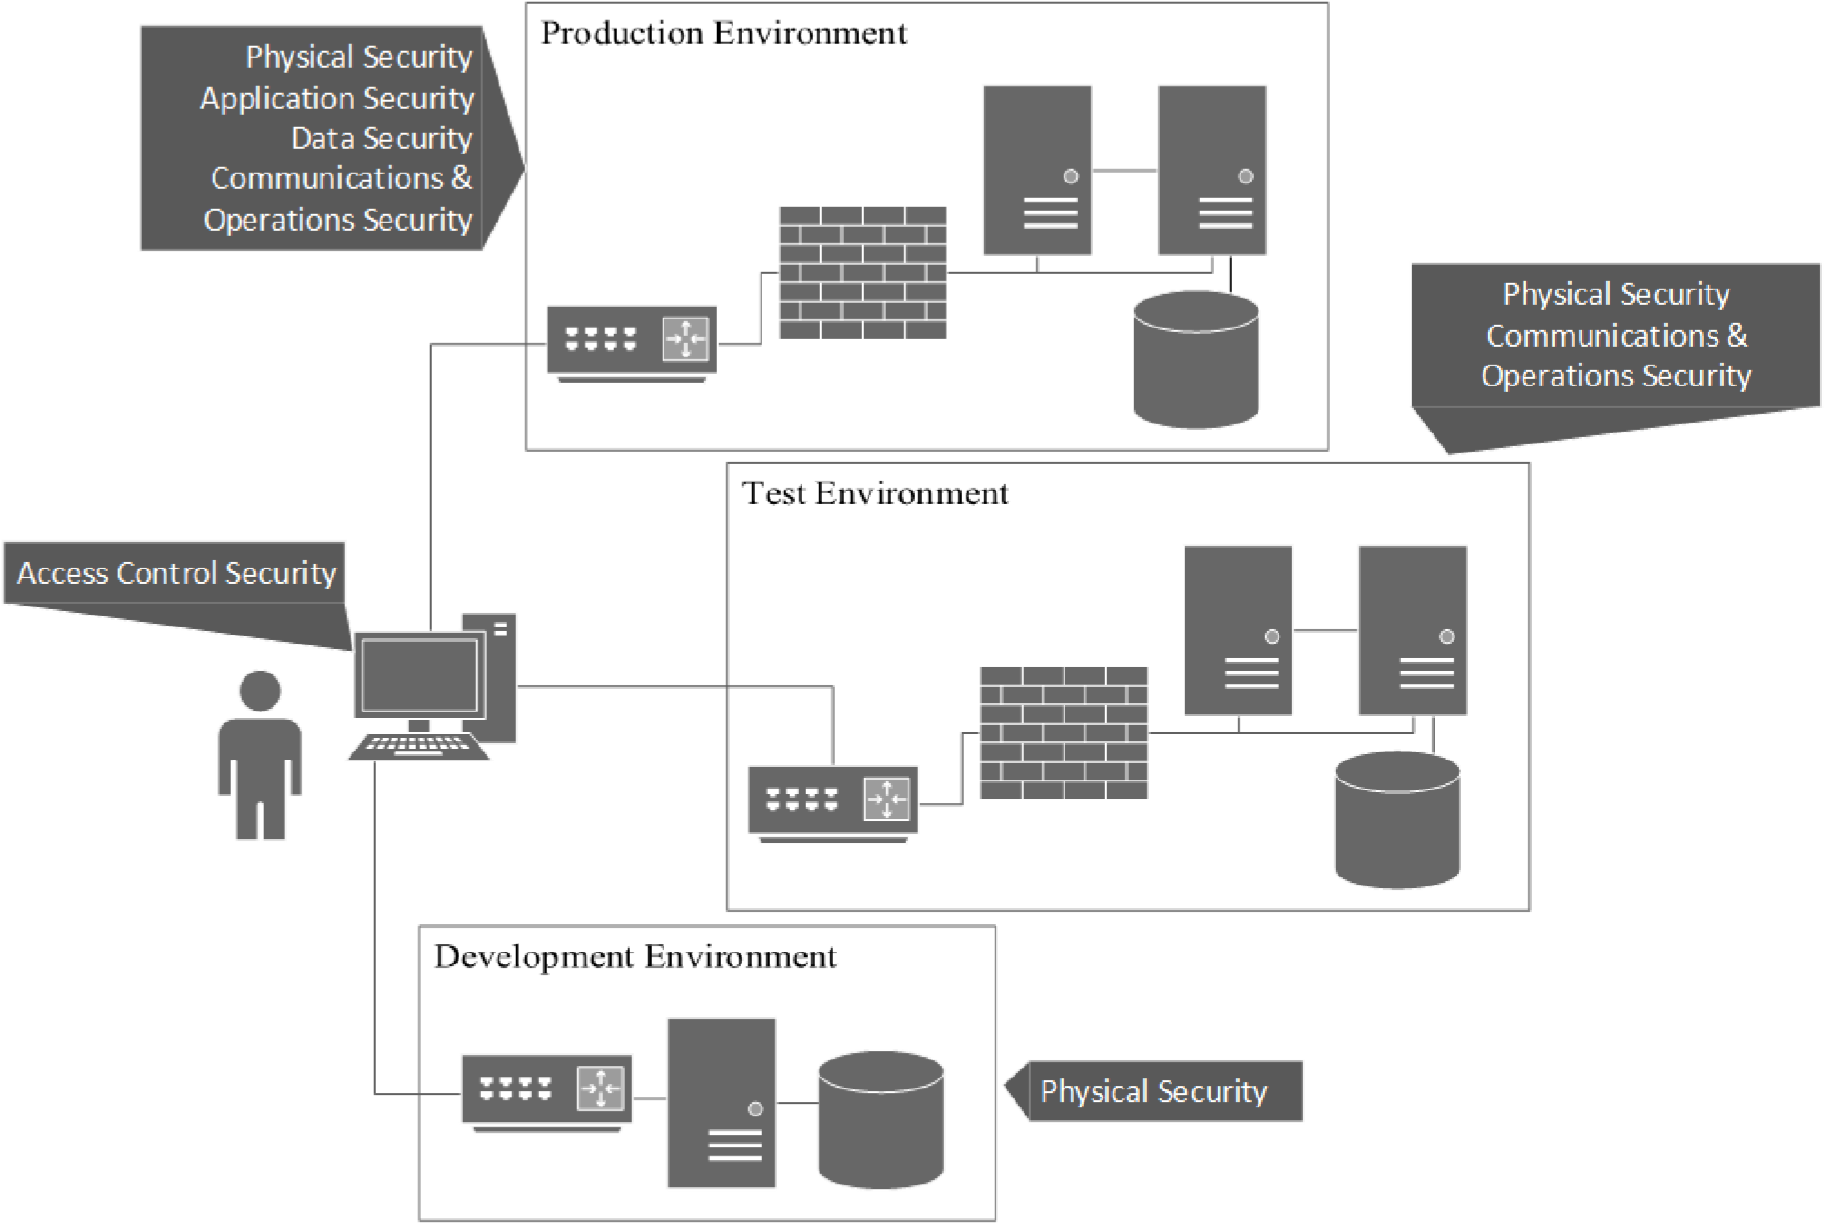 Production Environment
Physical Security
Application Security
Data Security
Communications &
Operations Security
Physical Security
Communications &
Operations Security
Test Environment
Access Control Security
Development Environment
Physical Security